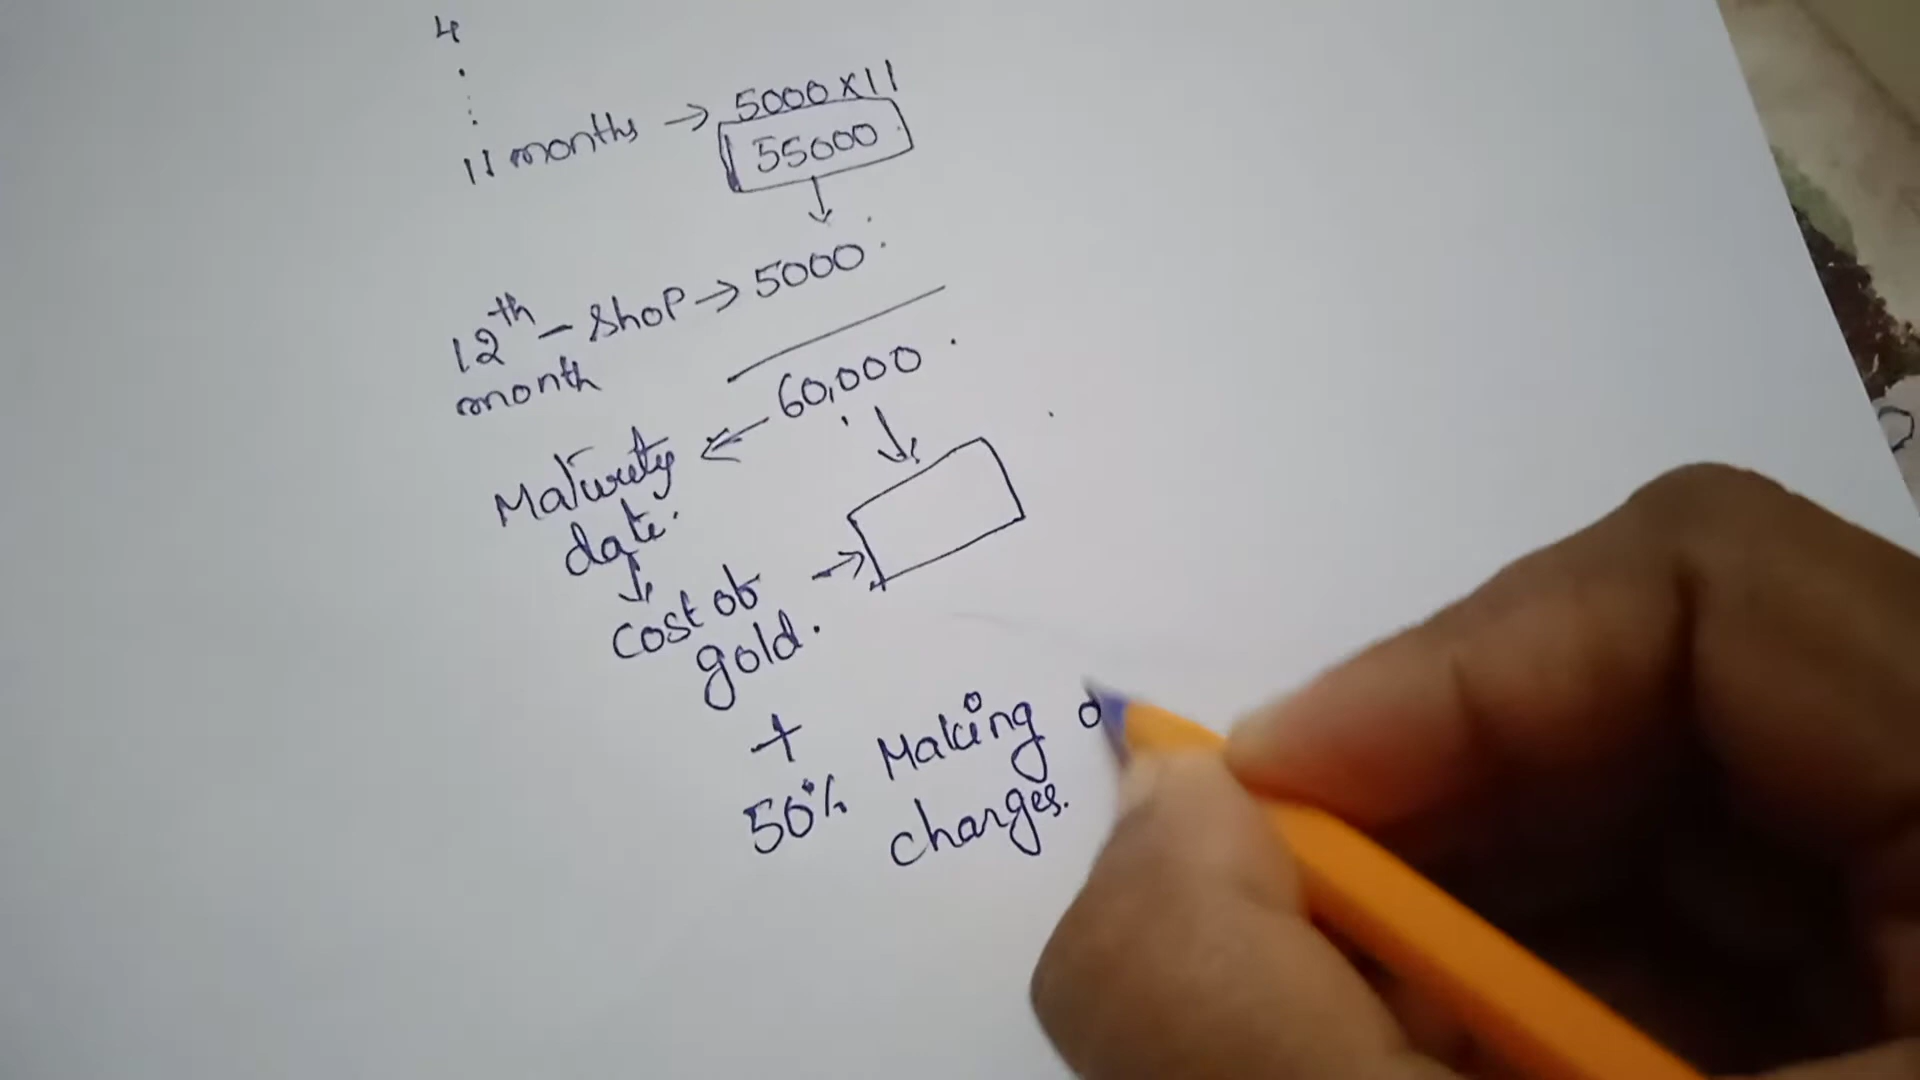 4
11 months → 5000 x 11
55000
12th - Shop → 5000
month
60,000
Maturity
date
cost of
gold.
+
50% Making
charges.